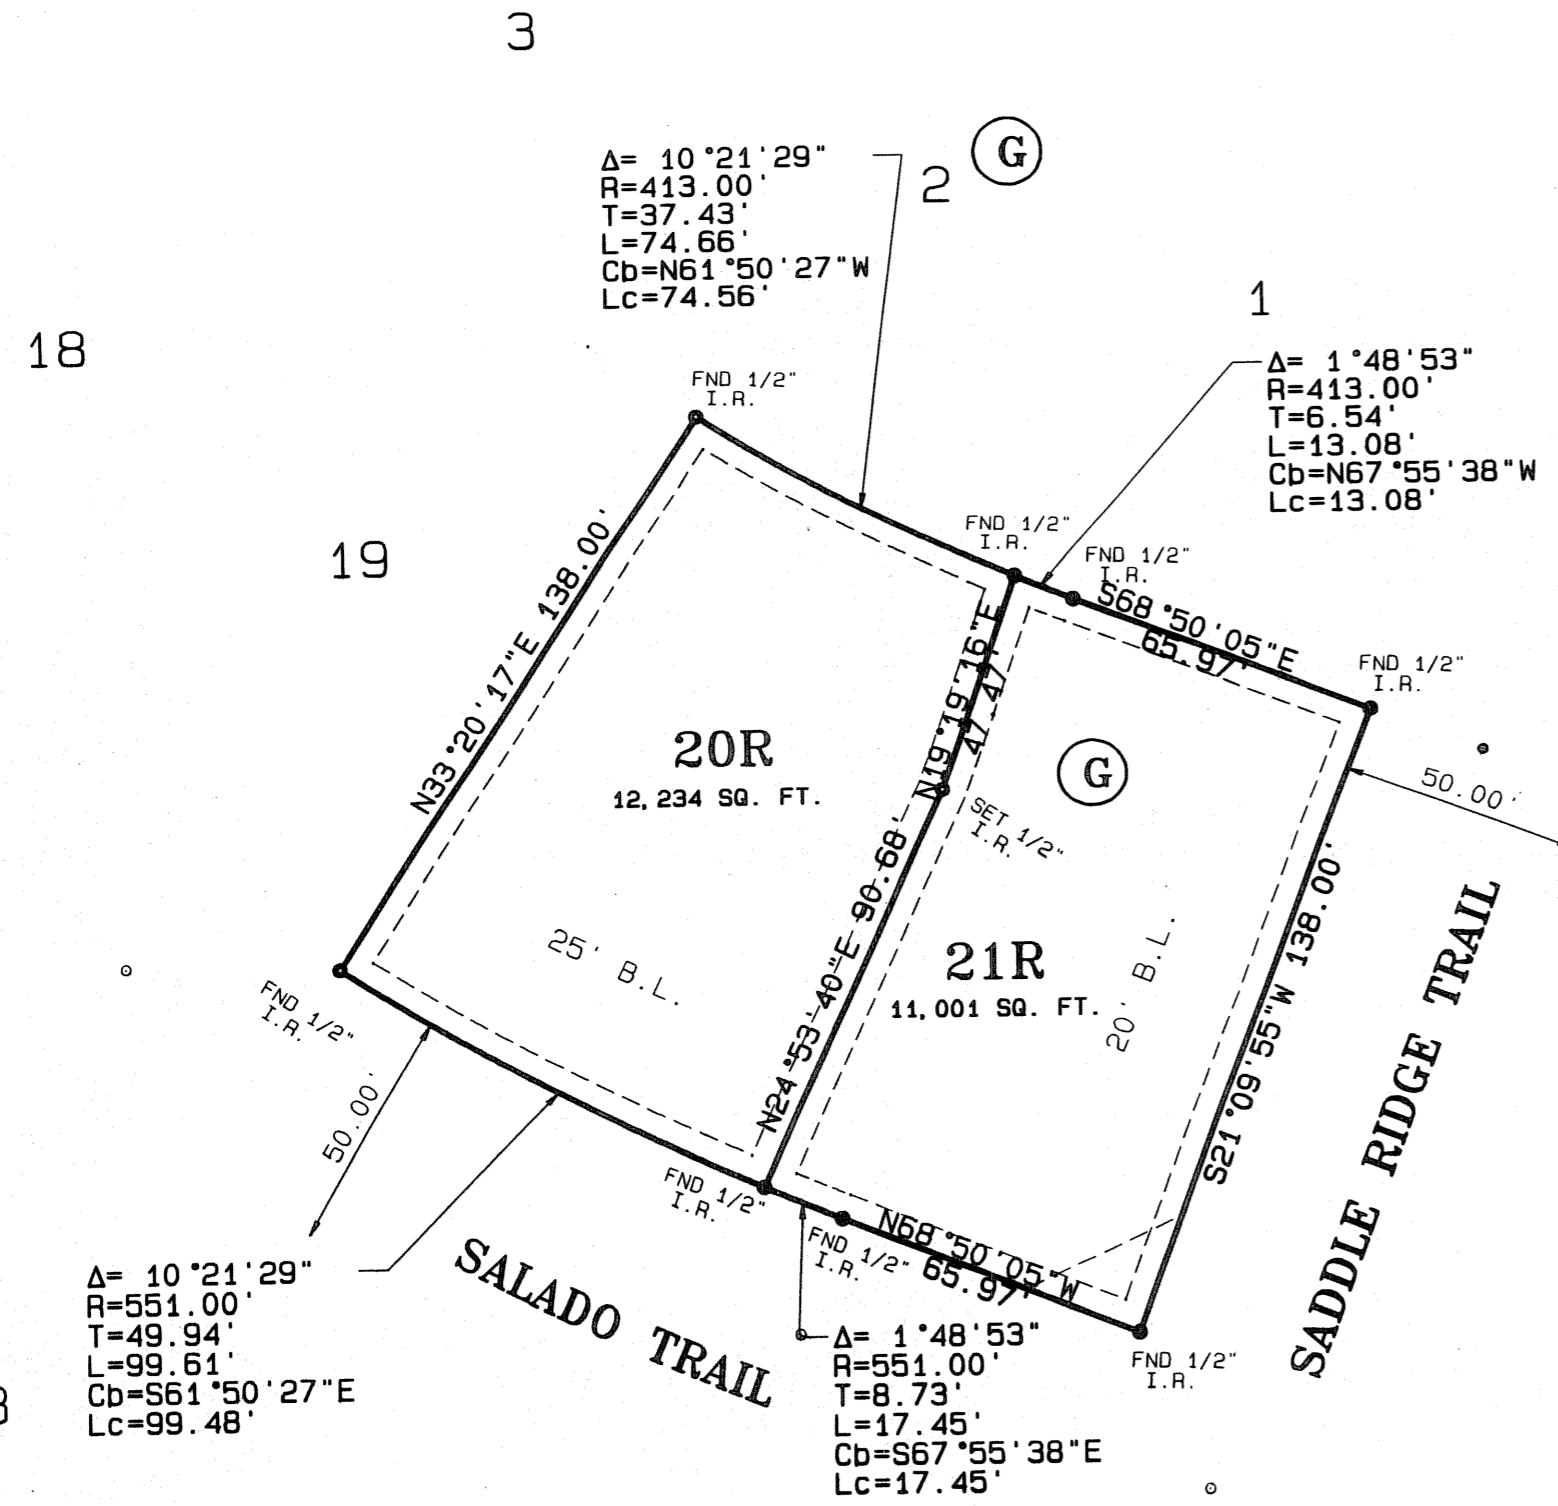 3
Δ= 10°21'29"
R=413.00'
T=37.43'
L=74.66'
Cb=N61°50'27"W
Lc=74.56'
2
G
1
18
Δ= 1°48'53"
R=413.00'
T=6.54'
L=13.08'
Cb=N67°55'38"W
Lc=13.08'
FND 1/2"
I.R.
19
FND 1/2"
I.R.
FND 1/2"
I.R.
S68°50'05"E
65.97'
FND 1/2"
I.R.
N33°20'17"E 138.00'
N19°19'16"E
47.47'
20R
12,234 SQ. FT.
G
50.00'
SET 1/2"
I.R.
N24°53'40"E 90.68'
25' B.L.
21R
11,001 SQ. FT.
20' B.L.
S21°09'55"W 138.00'
SADDLE RIDGE TRAIL
FND 1/2"
I.R.
50.00'
FND 1/2"
I.R.
FND 1/2"
I.R.
N68°50'05"W
65.97'
SALADO TRAIL
Δ= 10°21'29"
R=551.00'
T=49.94'
L=99.61'
Cb=S61°50'27"E
Lc=99.48'
Δ= 1°48'53"
R=551.00'
T=8.73'
L=17.45'
Cb=S67°55'38"E
Lc=17.45'
FND 1/2"
I.R.